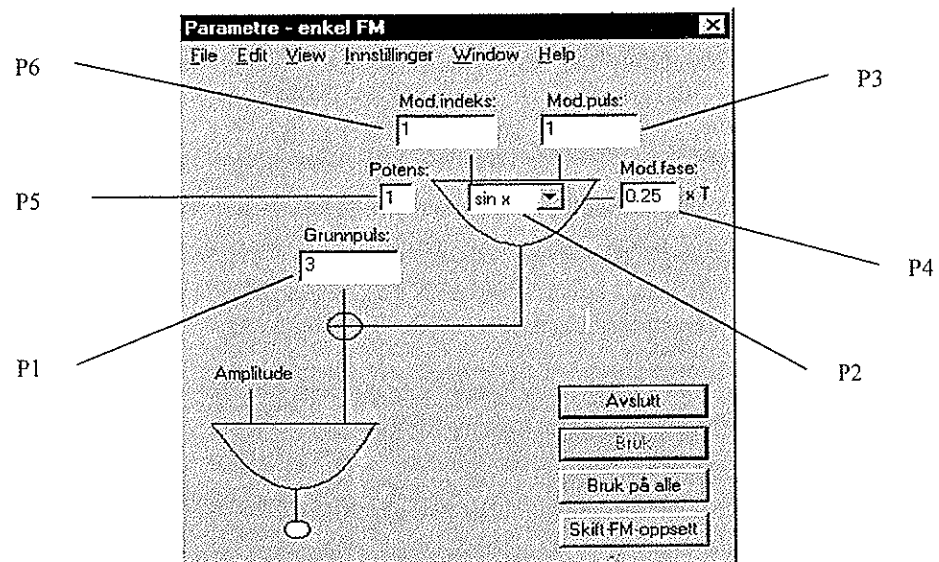 Parametre - enkel FM
File Edit View Innstillinger Window Help
P6
P3
Mod.indeks: Mod.puls:
1 1
Potens: Mod.fase:
P5
1 sin x 0.25 x T
Grunnpuls:
3
P4
P1
P2
Amplitude
Avslutt
Bruk
Bruk på alle
Skift FM-oppsett